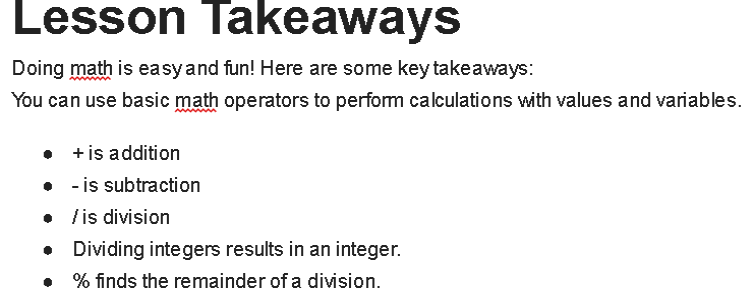 Lesson Takeaways
Doing math is easy and fun! Here are some key takeaways:
You can use basic math operators to perform calculations with values and variables.
● + is addition
● - is subtraction
● / is division
● Dividing integers results in an integer.
● % finds the remainder of a division.